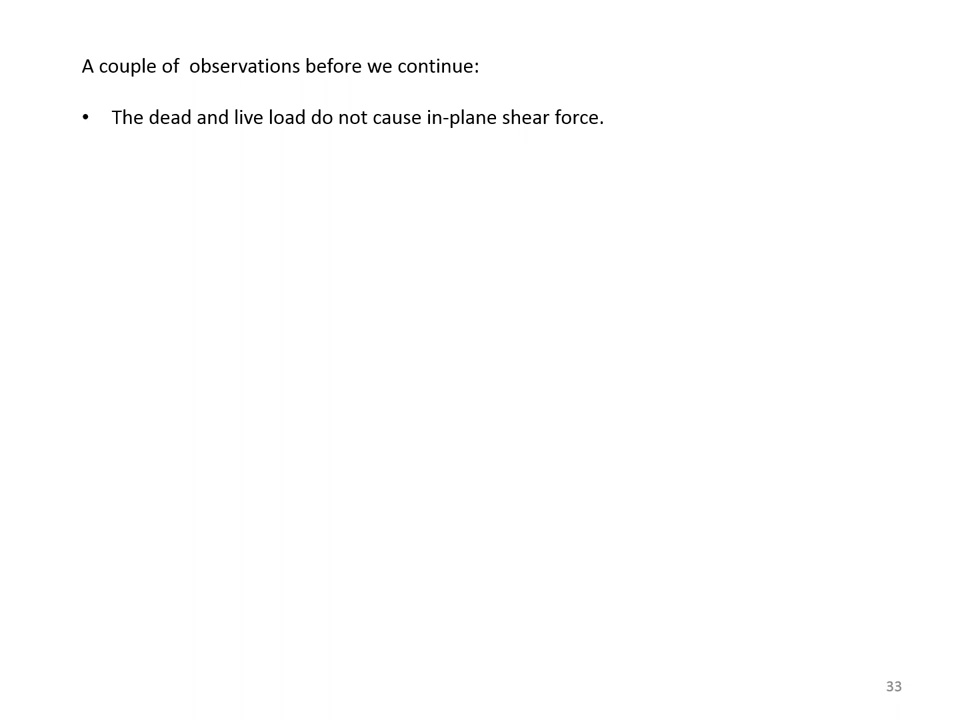 A couple of  observations before we continue:
• The dead and live load do not cause in-plane shear force.
33